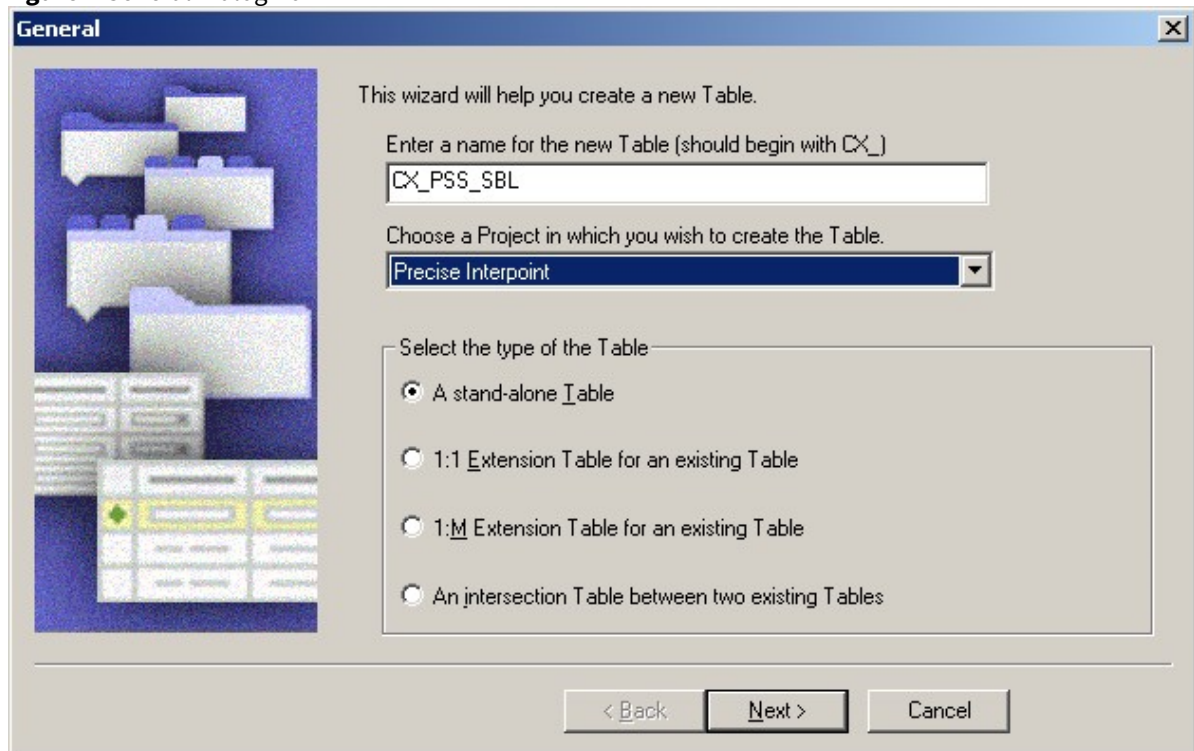 General
This wizard will help you create a new Table.
Enter a name for the new Table (should begin with CX_)
CX_PSS_SBL
Choose a Project in which you wish to create the Table.
Precise Interpoint
Select the type of the Table
A stand-alone Table
1:1 Extension Table for an existing Table
1:M Extension Table for an existing Table
An intersection Table between two existing Tables
< Back
Next >
Cancel